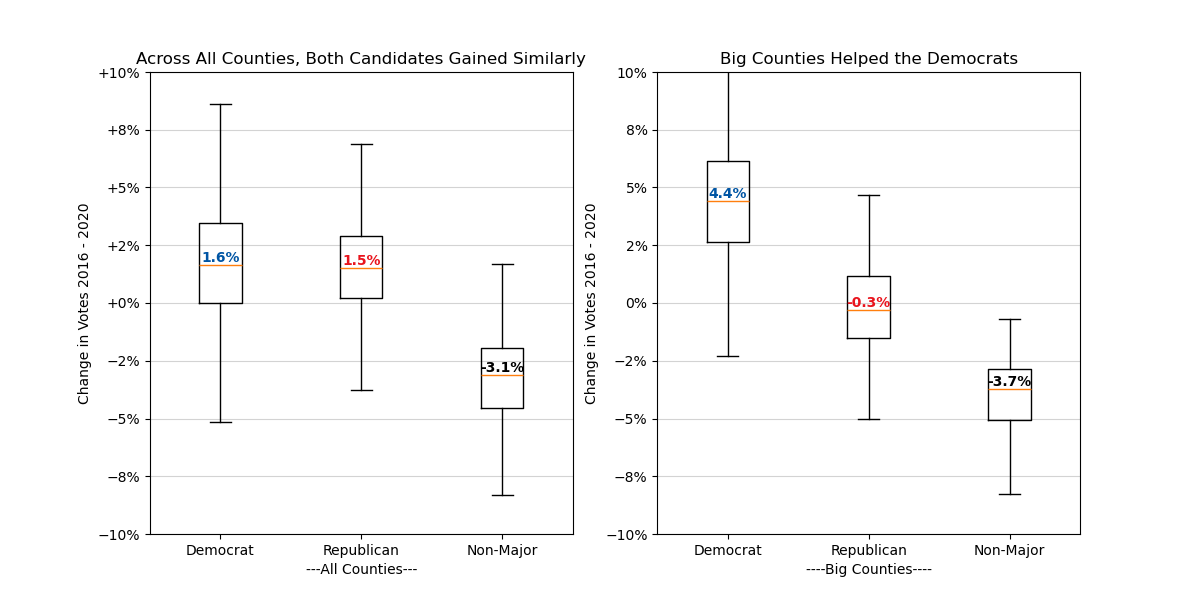 Across All Counties, Both Candidates Gained Similarly
Big Counties Helped the Democrats
Change in Votes 2016 - 2020
+10%
+8%
+5%
+2%
+0%
−2%
−5%
−8%
−10%
1.6%
1.5%
-3.1%
Democrat
Republican
Non-Major
---All Counties---
Change in Votes 2016 - 2020
10%
8%
5%
2%
0%
−2%
−5%
−8%
−10%
4.4%
-0.3%
-3.7%
Democrat
Republican
Non-Major
----Big Counties----